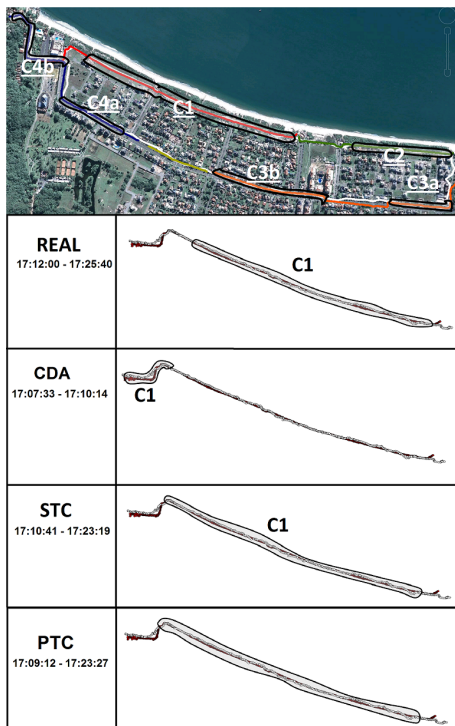 C4b
C4a
C1
C2
C3b
C3a
REAL
17:12:00 - 17:25:40
C1
CDA
17:07:33 - 17:10:14
C1
STC
17:10:41 - 17:23:19
C1
PTC
17:09:12 - 17:23:27